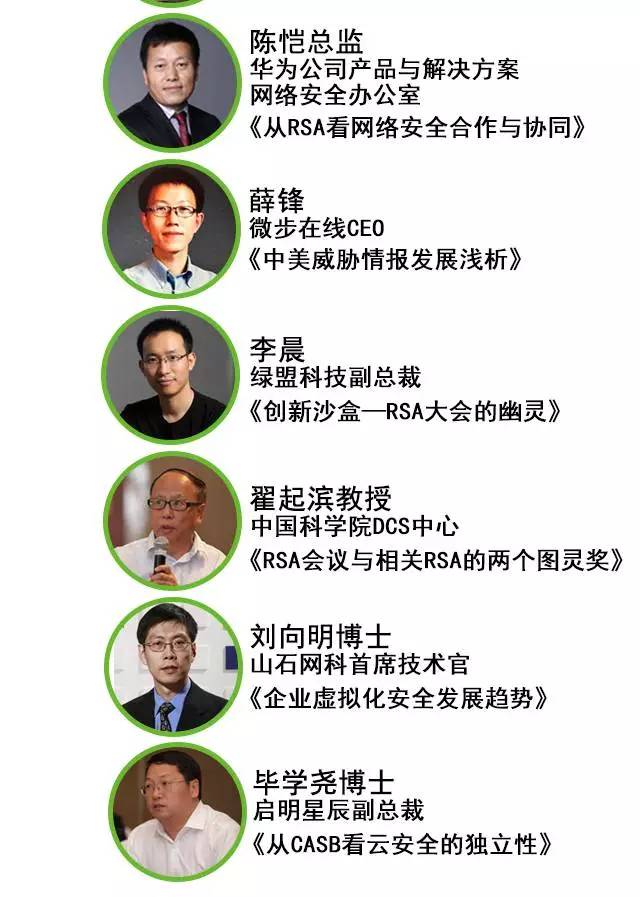 陈恺总监
华为公司产品与解决方案
网络安全办公室
《从RSA看网络安全合作与协同》
薛锋
微步在线CEO
《中美威胁情报发展浅析》
李晨
绿盟科技副总裁
《创新沙盒—RSA大会的幽灵》
翟起滨教授
中国科学院DCS中心
《RSA会议与相关RSA的两个图灵奖》
刘向明博士
山石网科首席技术官
《企业虚拟化安全发展趋势》
毕学尧博士
启明星辰副总裁
《从CASB看云安全的独立性》